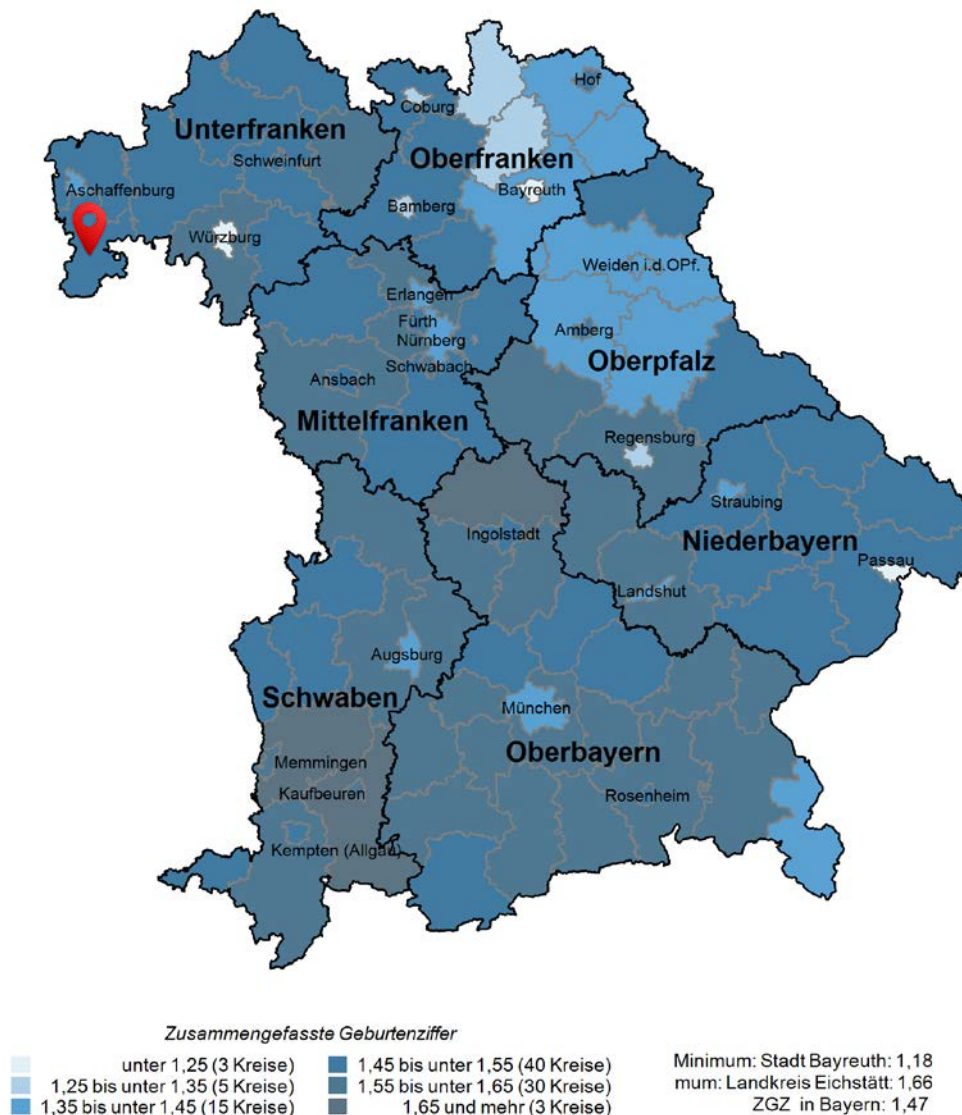 Hof
Coburg
Unterfranken
Schweinfurt
Oberfranken
Aschaffenburg
Bayreuth
Bamberg
Würzburg
Weiden i.d.OPf.
Erlangen
Fürth
Amberg
Nürnberg
Oberpfalz
Schwabach
Ansbach
Mittelfranken
Regensburg
Straubing
Ingolstadt
Niederbayern
Passau
Landshut
Augsburg
Schwaben
München
Oberbayern
Memmingen
Kaufbeuren
Rosenheim
Kempten (Allgäu)
Zusammengefasste Geburtenziffer
unter 1,25 (3 Kreise)
1,25 bis unter 1,35 (5 Kreise)
1,35 bis unter 1,45 (15 Kreise)
1,45 bis unter 1,55 (40 Kreise)
1,55 bis unter 1,65 (30 Kreise)
1,65 und mehr (3 Kreise)
Minimum: Stadt Bayreuth: 1,18
mum: Landkreis Eichstätt: 1,66
ZGZ in Bayern: 1,47